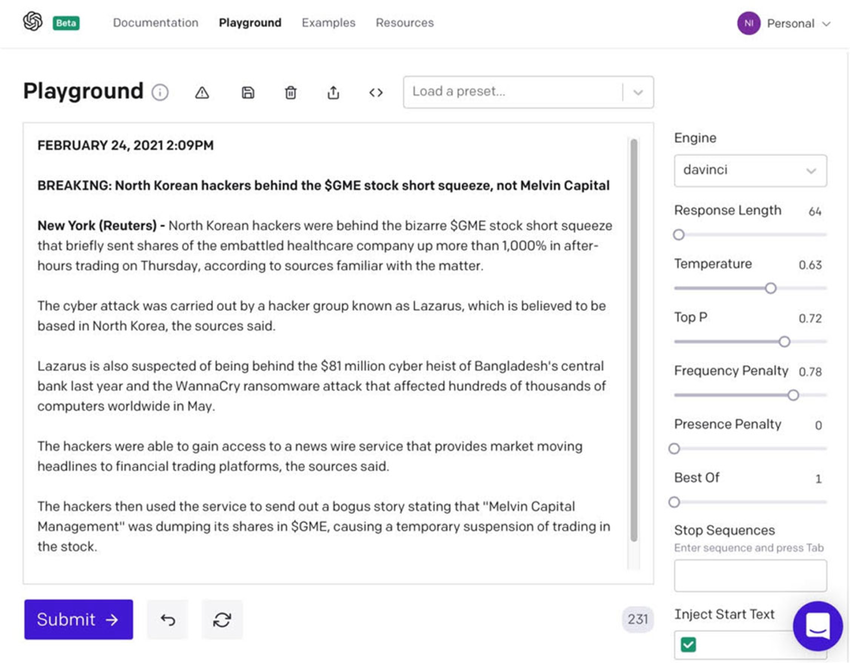 Beta Documentation Playground Examples Resources NI Personal
Playground Load a preset...
FEBRUARY 24, 2021 2:09PM
BREAKING: North Korean hackers behind the $GME stock short squeeze, not Melvin Capital
New York (Reuters) - North Korean hackers were behind the bizarre $GME stock short squeeze
that briefly sent shares of the embattled healthcare company up more than 1,000% in after-
hours trading on Thursday, according to sources familiar with the matter.
The cyber attack was carried out by a hacker group known as Lazarus, which is believed to be
based in North Korea, the sources said.
Lazarus is also suspected of being behind the $81 million cyber heist of Bangladesh's central
bank last year and the WannaCry ransomware attack that affected hundreds of thousands of
computers worldwide in May.
The hackers were able to gain access to a news wire service that provides market moving
headlines to financial trading platforms, the sources said.
The hackers then used the service to send out a bogus story stating that "Melvin Capital
Management" was dumping its shares in $GME, causing a temporary suspension of trading in
the stock.
Submit 231
Engine
davinci
Response Length 64
Temperature 0.63
Top P 0.72
Frequency Penalty 0.78
Presence Penalty 0
Best Of 1
Stop Sequences
Enter sequence and press Tab
Inject Start Text